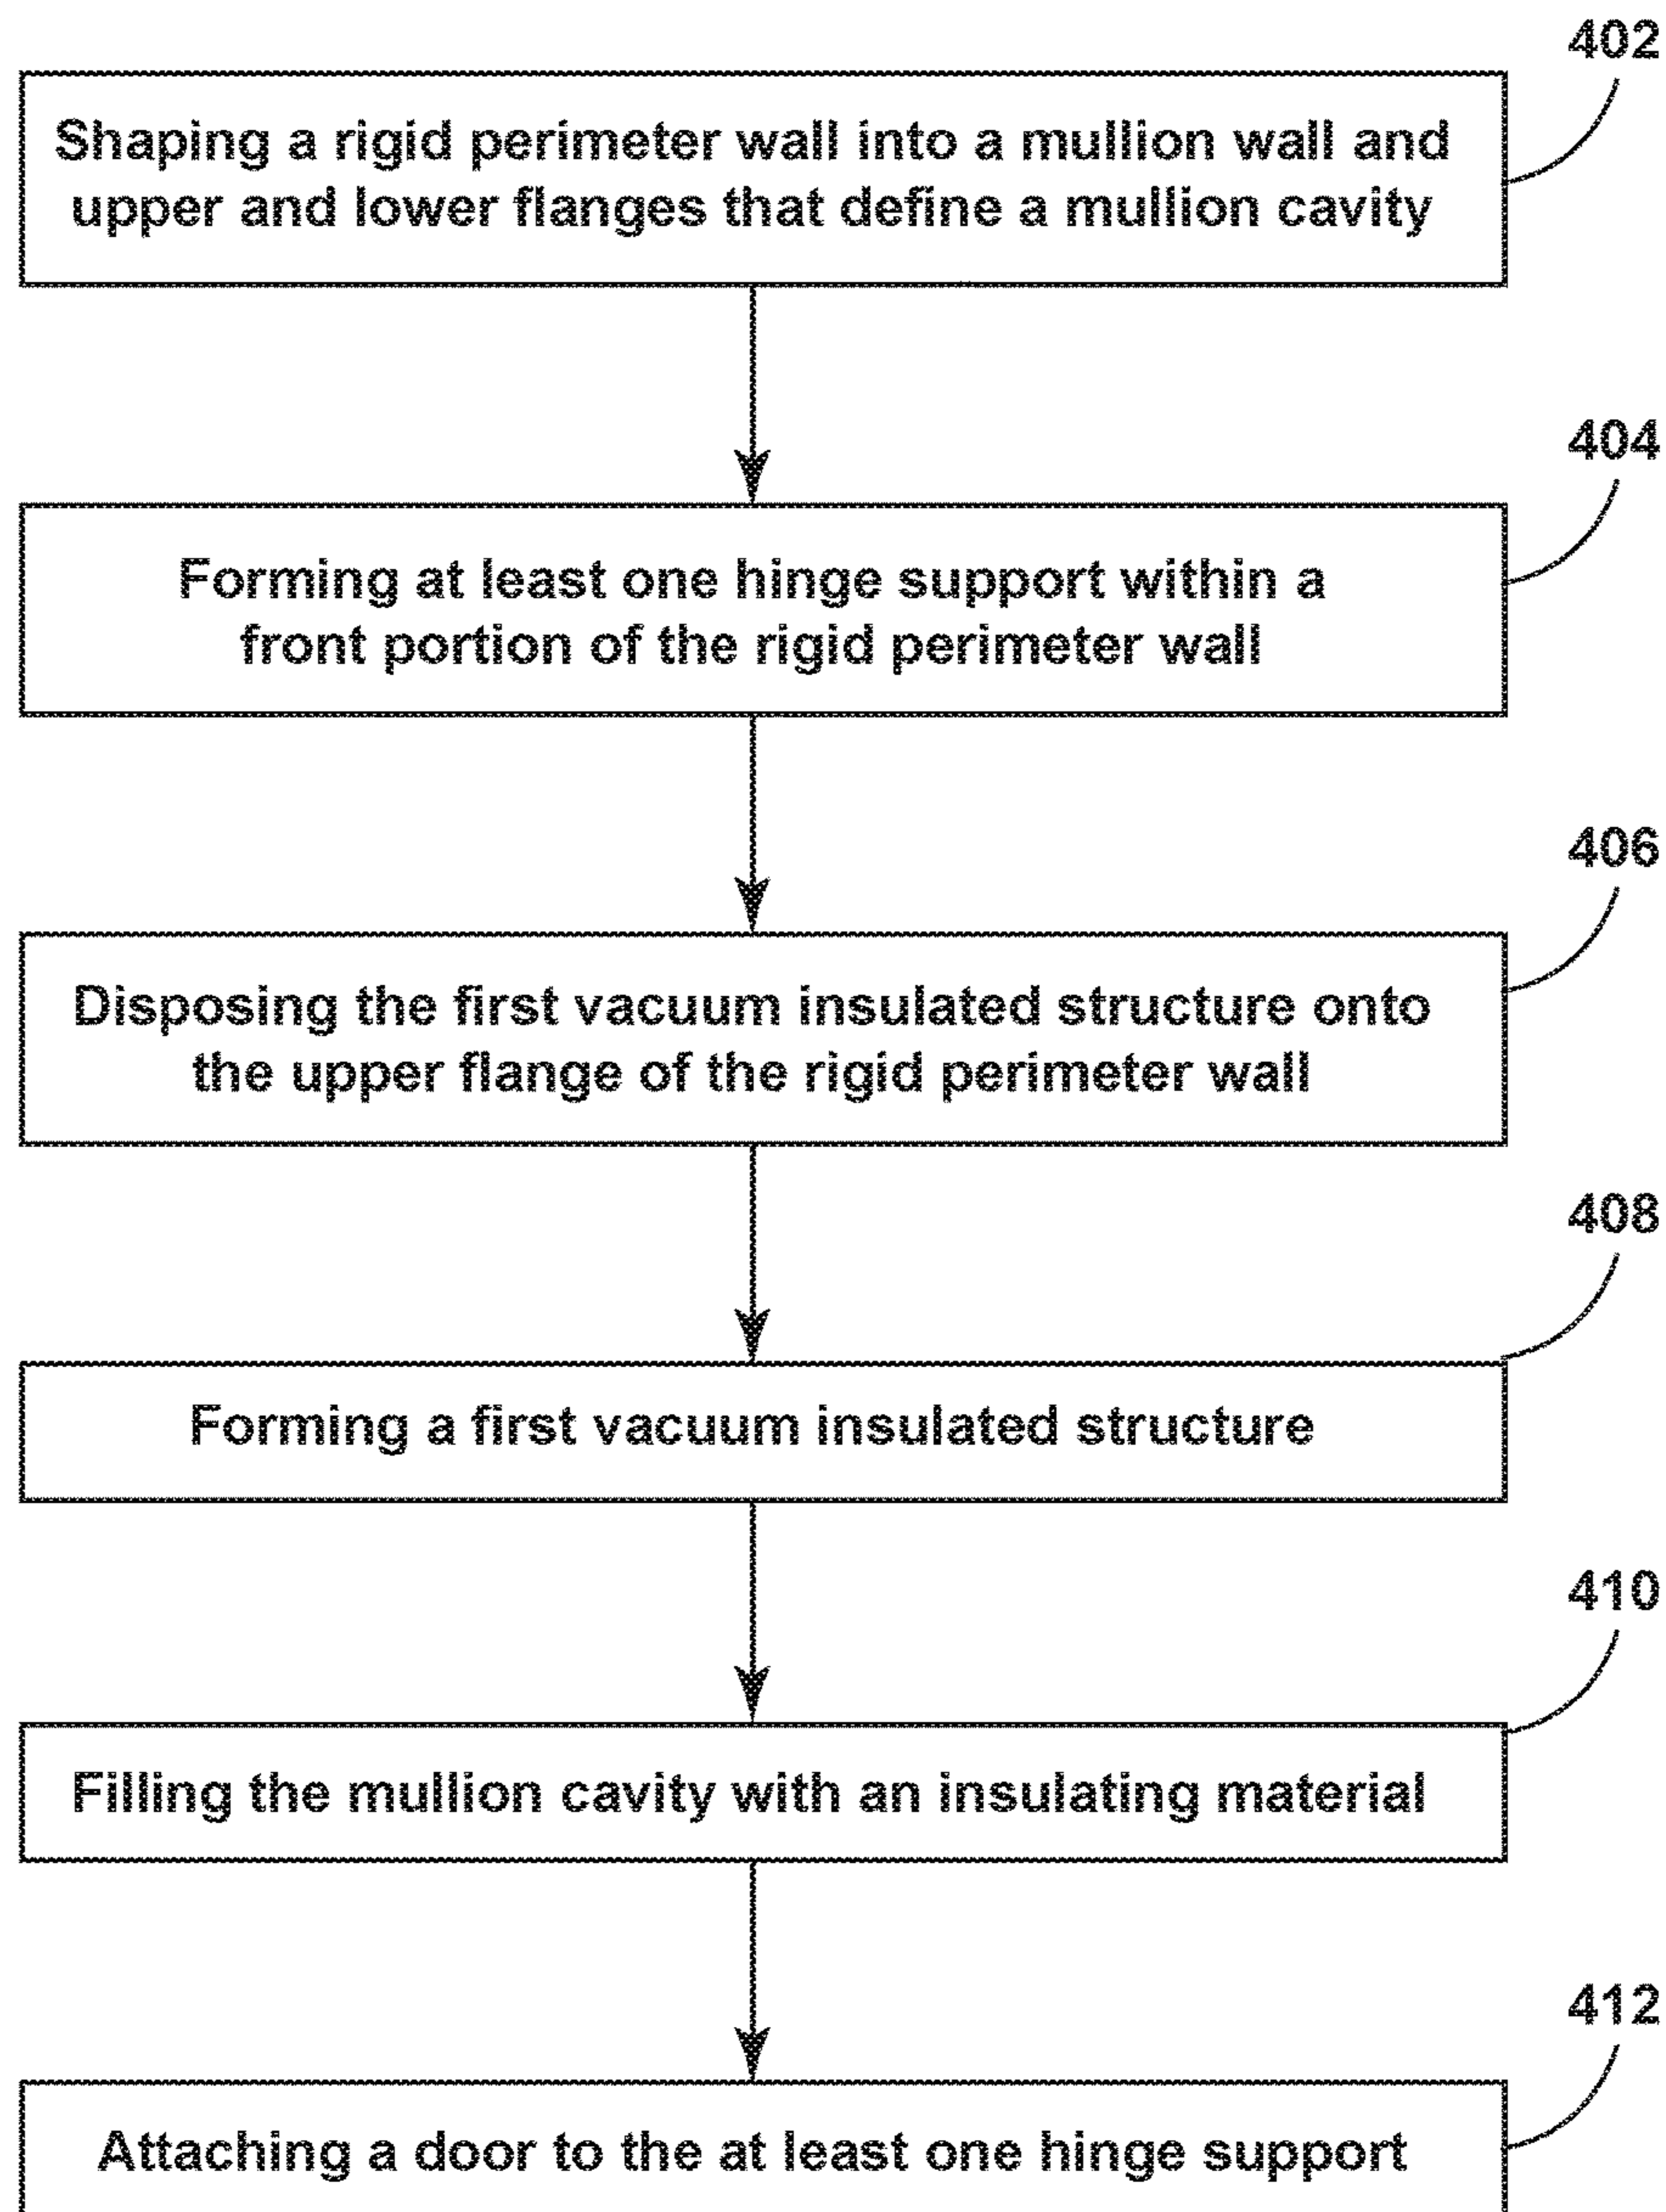 402
Shaping a rigid perimeter wall into a mullion wall and
upper and lower flanges that define a mullion cavity
404
Forming at least one hinge support within a
front portion of the rigid perimeter wall
406
Disposing the first vacuum insulated structure onto
the upper flange of the rigid perimeter wall
408
Forming a first vacuum insulated structure
410
Filling the mullion cavity with an insulating material
412
Attaching a door to the at least one hinge support